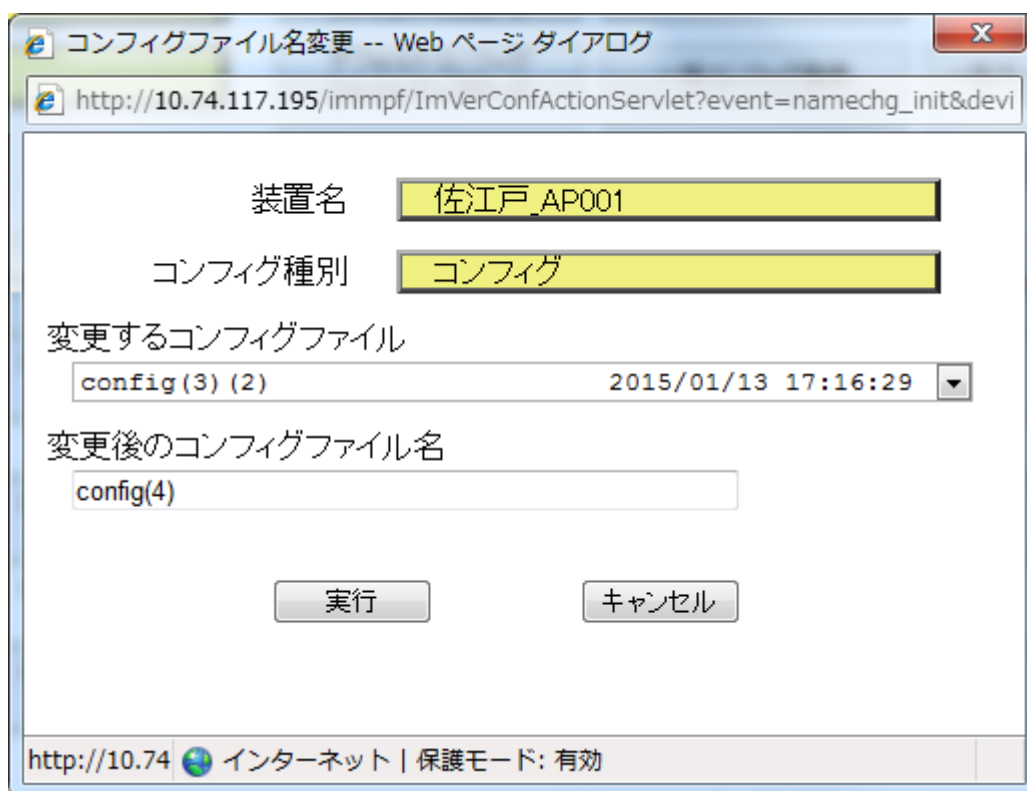 コンフィグファイル名変更 -- Web ページ ダイアログ
http://10.74.117.195/immpf/ImVerConfActionServlet?event=namechg_init&devi
装置名 佐江戸_AP001
コンフィグ種別 コンフィグ
変更するコンフィグファイル
config(3)(2) 2015/01/13 17:16:29
変更後のコンフィグファイル名
config(4)
実行 キャンセル
http://10.74 インターネット | 保護モード: 有効